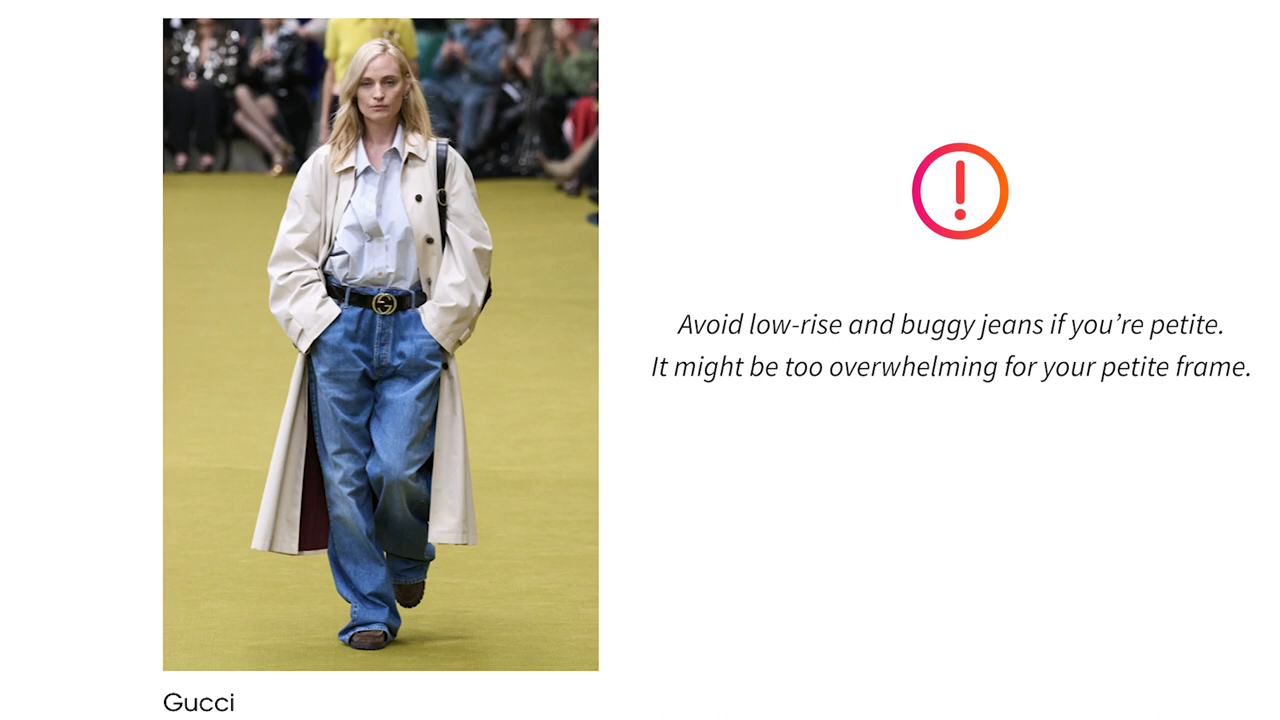 Avoid low-rise and buggy jeans if you’re petite.
It might be too overwhelming for your petite frame.
Gucci